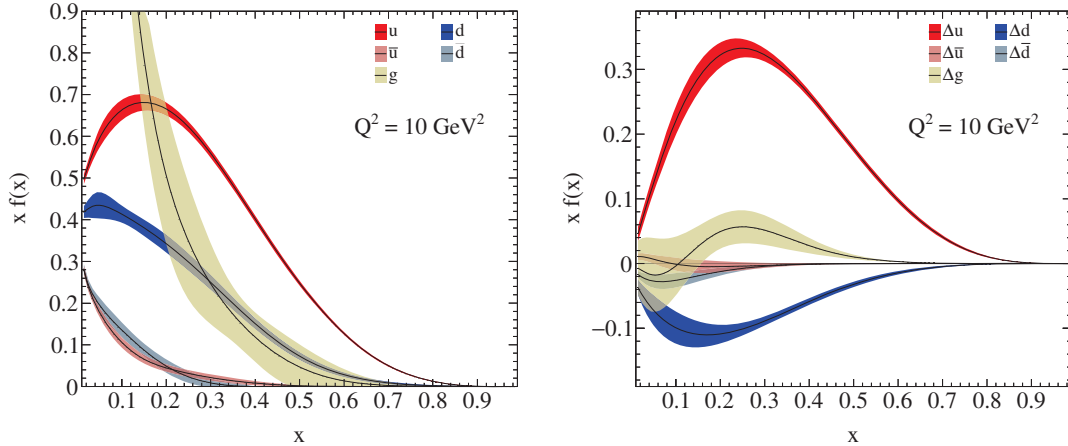 0.9
0.8
0.7
0.6
0.5
0.4
0.3
0.2
0.1
0
x f(x)
u d
ū d̄
g
Q² = 10 GeV²
0.1 0.2 0.3 0.4 0.5 0.6 0.7 0.8 0.9
x
0.3
0.2
0.1
0
−0.1
x f(x)
Δu Δd
Δū Δd̄
Δg
Q² = 10 GeV²
0.1 0.2 0.3 0.4 0.5 0.6 0.7 0.8 0.9
x